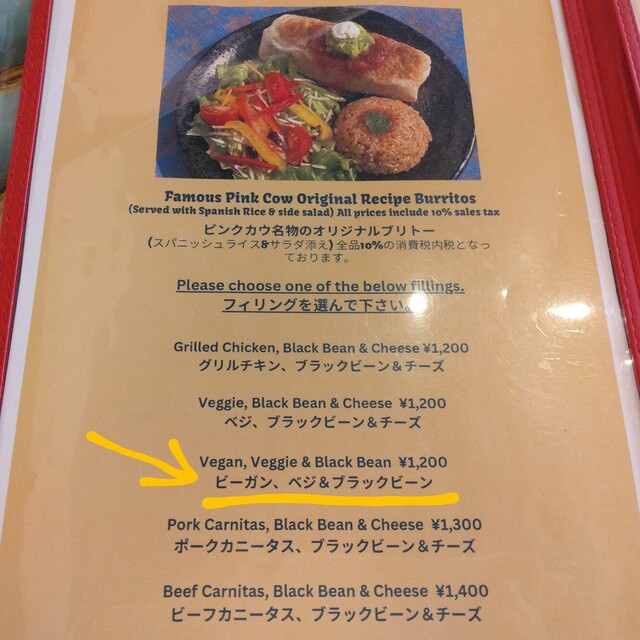 Famous Pink Cow Original Recipe Burritos
(Served with Spanish Rice & side salad) All prices include 10% sales tax
ピンクカウ名物のオリジナルブリトー
(スパニッシュライス&サラダ添え) 全品10%の消費税内税となっ
ております。
Please choose one of the below fillings.
フィリングを選んで下さい。
Grilled Chicken, Black Bean & Cheese ¥1,200
グリルチキン、ブラックビーン&チーズ
Veggie, Black Bean & Cheese ¥1,200
ベジ、ブラックビーン&チーズ
Vegan, Veggie & Black Bean ¥1,200
ビーガン、ベジ&ブラックビーン
Pork Carnitas, Black Bean & Cheese ¥1,300
ポークカニータス、ブラックビーン&チーズ
Beef Carnitas, Black Bean & Cheese ¥1,400
ビーフカニータス、ブラックビーン&チーズ